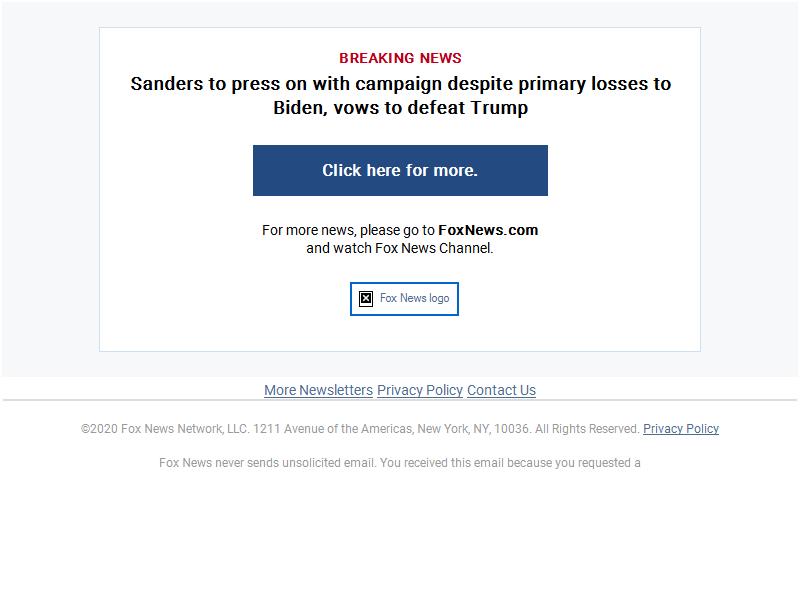 BREAKING NEWS
Sanders to press on with campaign despite primary losses to
Biden, vows to defeat Trump
Click here for more.
For more news, please go to FoxNews.com
and watch Fox News Channel.
Fox News logo
More Newsletters Privacy Policy Contact Us
©2020 Fox News Network, LLC. 1211 Avenue of the Americas, New York, NY, 10036. All Rights Reserved. Privacy Policy
Fox News never sends unsolicited email. You received this email because you requested a